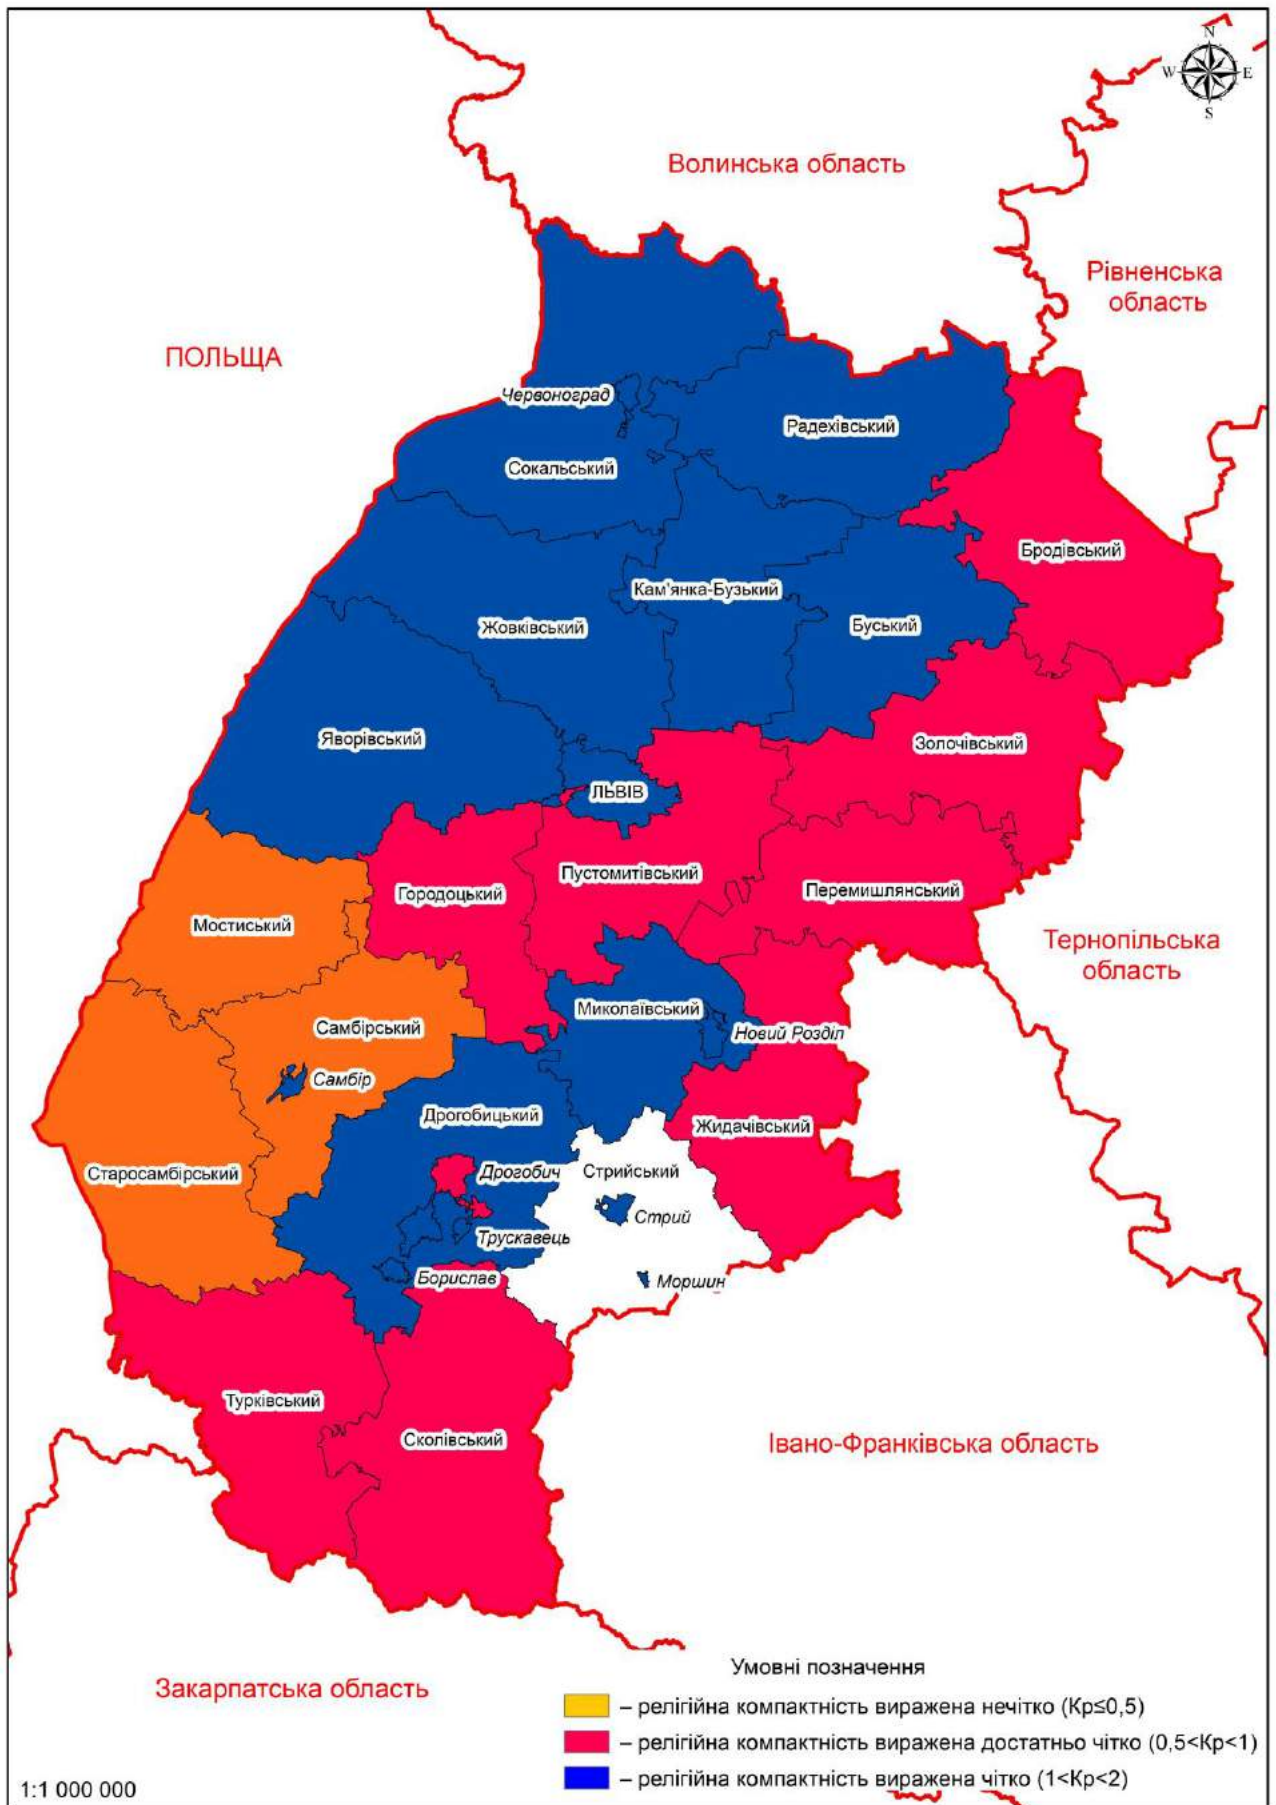 N
W E
S
Волинська область
Рівненська
область
ПОЛЬЩА
Червоноград
Радехівський
Сокальський
Бродівський
Кам'янка-Бузький
Жовківський
Буський
Яворівський
Золочівський
ЛЬВІВ
Пустомитівський
Городоцький
Перемишлянський
Мостиський
Тернопільська
область
Миколаївський
Самбірський
Новий Розділ
Самбір
Дрогобицький
Жидачівський
Старосамбірський
Дрогобич
Стрийський
Стрий
Трускавець
Борислав
Моршин
Турківський
Сколівський
Івано-Франківська область
Закарпатська область
Умовні позначення
– релігійна компактність виражена нечітко (Кр≤0,5)
– релігійна компактність виражена достатньо чітко (0,5<Кр<1)
– релігійна компактність виражена чітко (1<Кр<2)
1:1 000 000